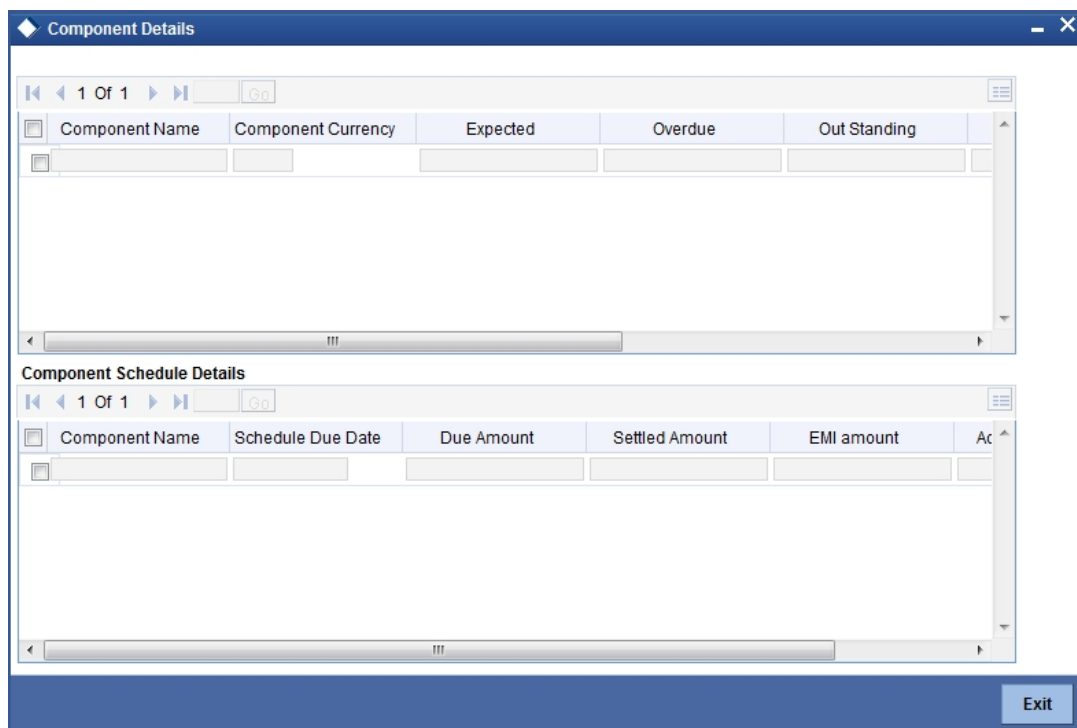 Component Details
1 Of 1 Go
Component Name Component Currency Expected Overdue Out Standing
Component Schedule Details
1 Of 1 Go
Component Name Schedule Due Date Due Amount Settled Amount EMI amount Ac
Exit